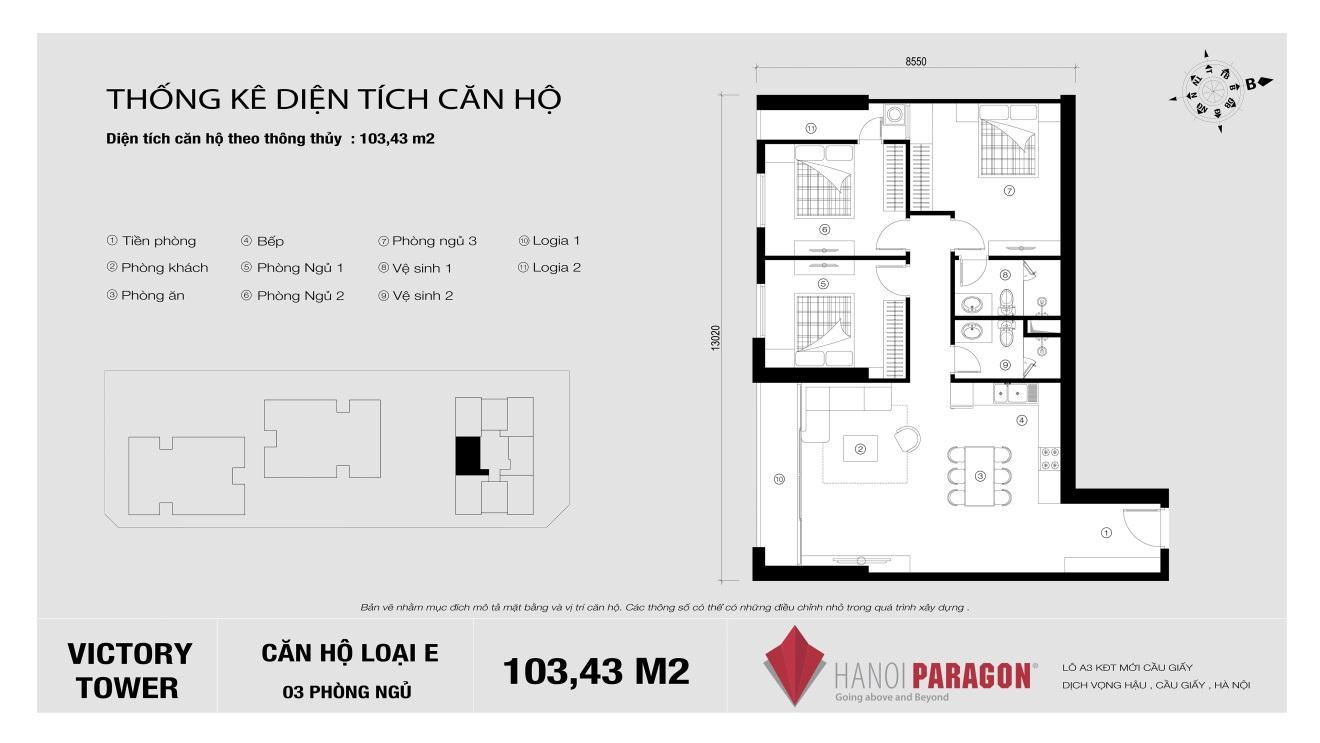 THỐNG KÊ DIỆN TÍCH CĂN HỘ
Diện tích căn hộ theo thông thủy : 103,43 m2
① Tiền phòng
② Phòng khách
③ Phòng ăn
④ Bếp
⑤ Phòng Ngủ 1
⑥ Phòng Ngủ 2
⑦ Phòng ngủ 3
⑧ Vệ sinh 1
⑨ Vệ sinh 2
⑩ Logia 1
⑪ Logia 2
8550
13020
⑪
⑦
⑥
⑤
⑧
⑨
④
②
③
⑩
①
B
Bản vẽ nhằm mục đích mô tả mặt bằng và vị trí căn hộ. Các thông số có thể có những điều chỉnh nhỏ trong quá trình xây dựng .
VICTORY
TOWER
CĂN HỘ LOẠI E
03 PHÒNG NGỦ
103,43 M2
HANOI PARAGON®
Going above and Beyond
LÔ A3 KĐT MỚI CẦU GIẤY
DỊCH VỌNG HẬU , CẦU GIẤY , HÀ NỘI